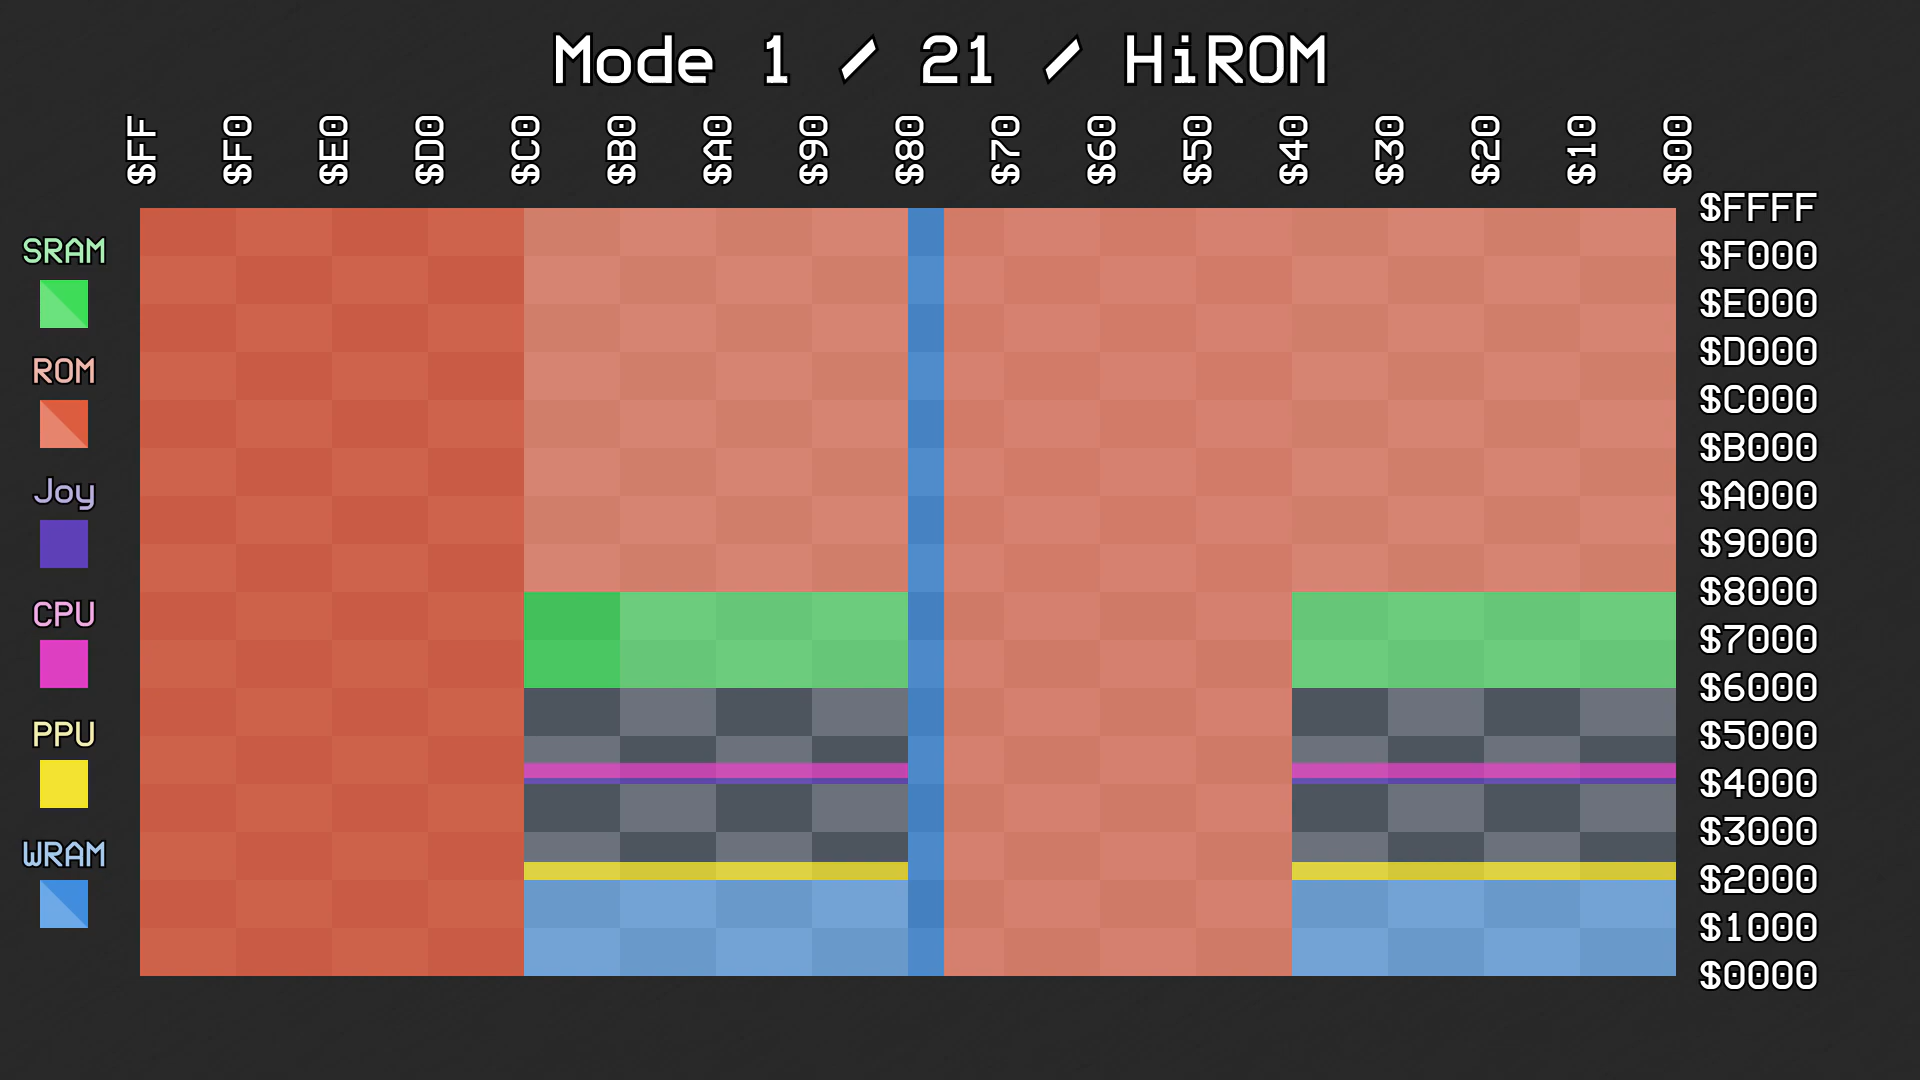 Mode 1 / 21 / HiROM
$FF $F0 $E0 $D0 $C0 $B0 $A0 $90 $80 $70 $60 $50 $40 $30 $20 $10 $00
SRAM
ROM
Joy
CPU
PPU
WRAM
$FFFF
$F000
$E000
$D000
$C000
$B000
$A000
$9000
$8000
$7000
$6000
$5000
$4000
$3000
$2000
$1000
$0000